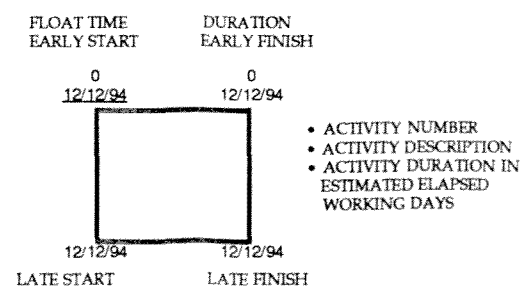 FLOAT TIME DURATION
EARLY START EARLY FINISH
0 0
12/12/94 12/12/94
• ACTIVITY NUMBER
• ACTIVITY DESCRIPTION
• ACTIVITY DURATION IN
ESTIMATED ELAPSED
WORKING DAYS
12/12/94 12/12/94
LATE START LATE FINISH